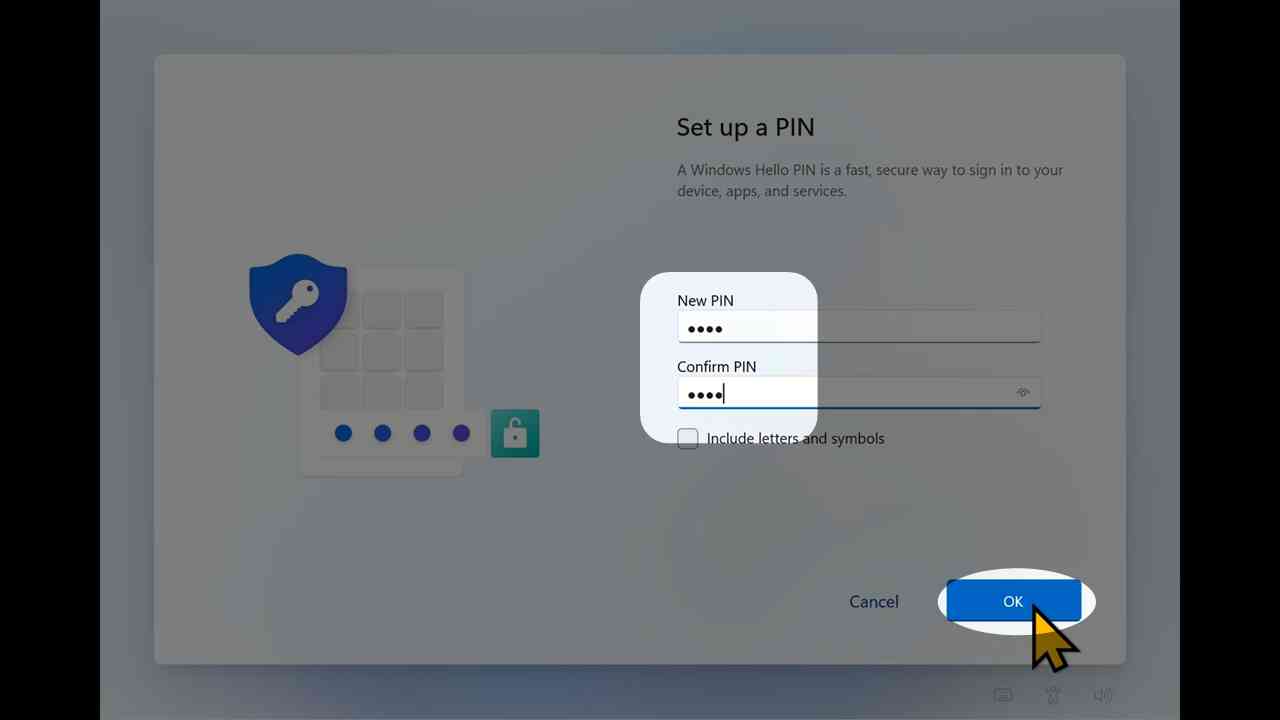 Set up a PIN
A Windows Hello PIN is a fast, secure way to sign in to your
device, apps, and services.
New PIN
••••
Confirm PIN
••••
Include letters and symbols
Cancel
OK